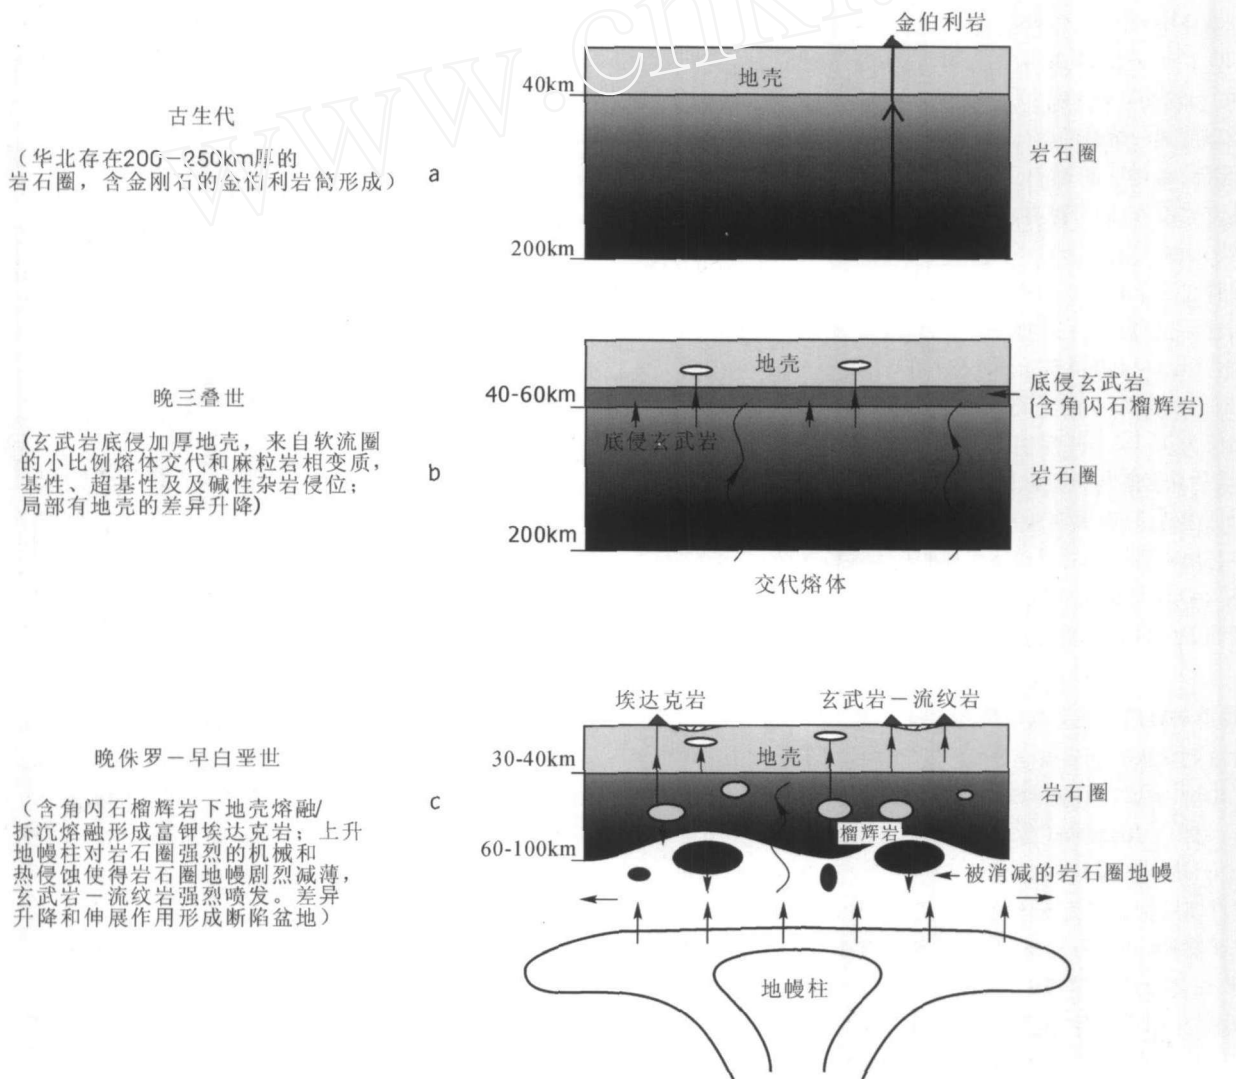 www.cnki.
金伯利岩
地壳
40km
古生代
（华北存在200－250km厚的
岩石圈，含金刚石的金伯利岩筒形成）
a
岩石圈
200km
地壳
晚三叠世
40-60km
底侵玄武岩
(含角闪石榴辉岩)
(玄武岩底侵加厚地壳，来自软流圈
的小比例熔体交代和麻粒岩相变质，
基性、超基性及及碱性杂岩侵位；
局部有地壳的差异升降)
b
底侵玄武岩
岩石圈
200km
交代熔体
埃达克岩
玄武岩－流纹岩
晚侏罗－早白垩世
30-40km
地壳
（含角闪石榴辉岩下地壳熔融/
拆沉熔融形成富钾埃达克岩；上升
地幔柱对岩石圈强烈的机械和
热侵蚀使得岩石圈地幔剧烈减薄，
玄武岩－流纹岩强烈喷发。差异
升降和伸展作用形成断陷盆地）
c
岩石圈
榴辉岩
60-100km
被消减的岩石圈地幔
地幔柱